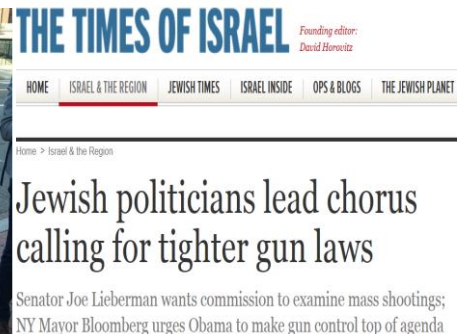 THE TIMES OF ISRAEL
Founding editor:
David Horovitz
HOME ISRAEL & THE REGION JEWISH TIMES ISRAEL INSIDE OPS & BLOGS THE JEWISH PLANET
Home > Israel & the Region
Jewish politicians lead chorus
calling for tighter gun laws
Senator Joe Lieberman wants commission to examine mass shootings;
NY Mayor Bloomberg urges Obama to make gun control top of agenda